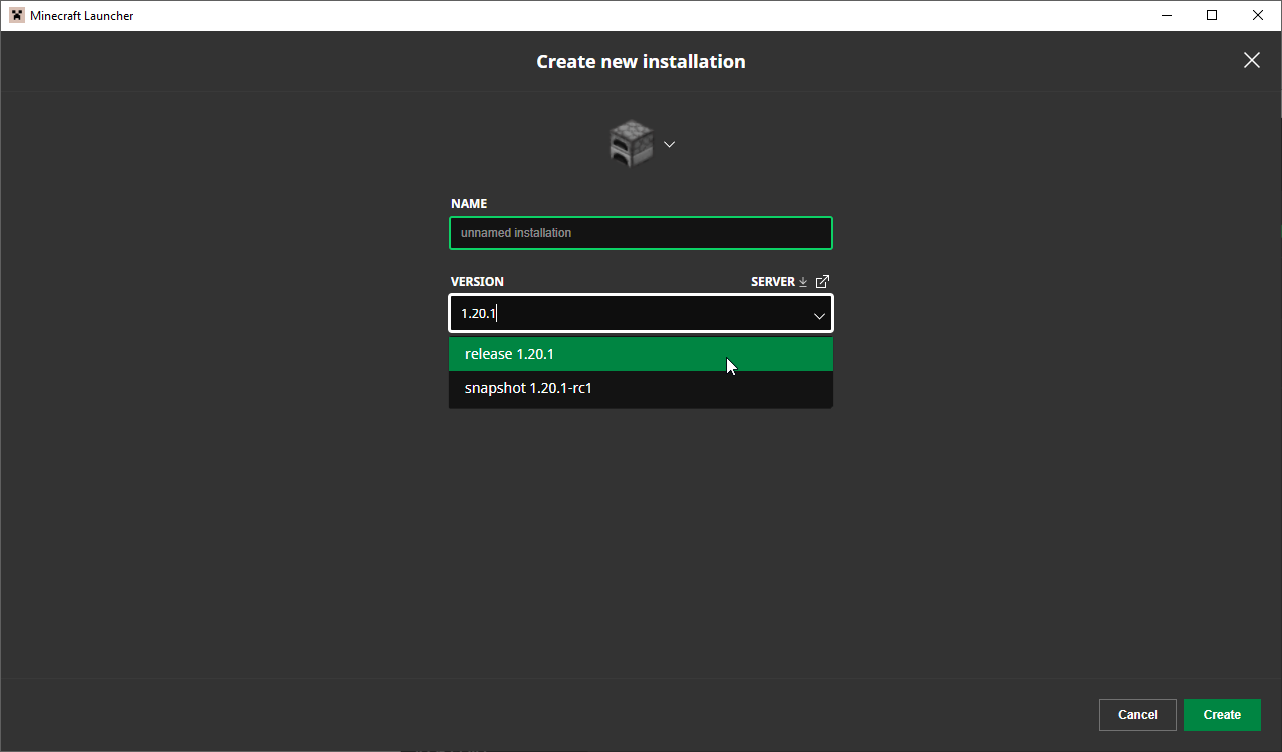 Minecraft Launcher
Create new installation
NAME
unnamed installation
VERSION SERVER
1.20.1
release 1.20.1
snapshot 1.20.1-rc1
Cancel Create